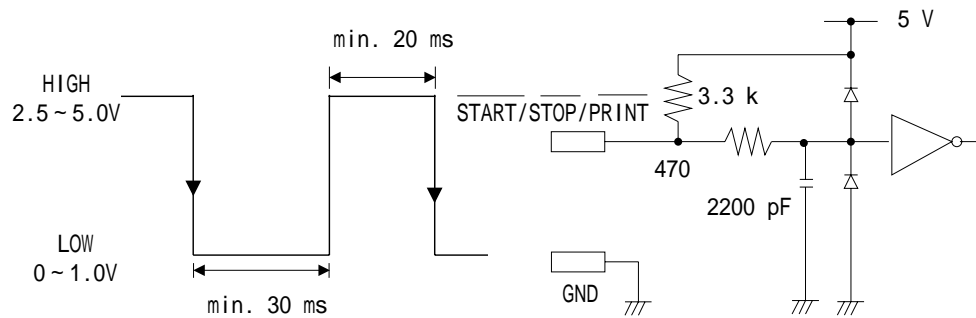 min. 20 ms
HIGH
2.5~5.0V
LOW
0~1.0V
min. 30 ms
START/STOP/PRINT
5 V
3.3 k
470
2200 pF
GND